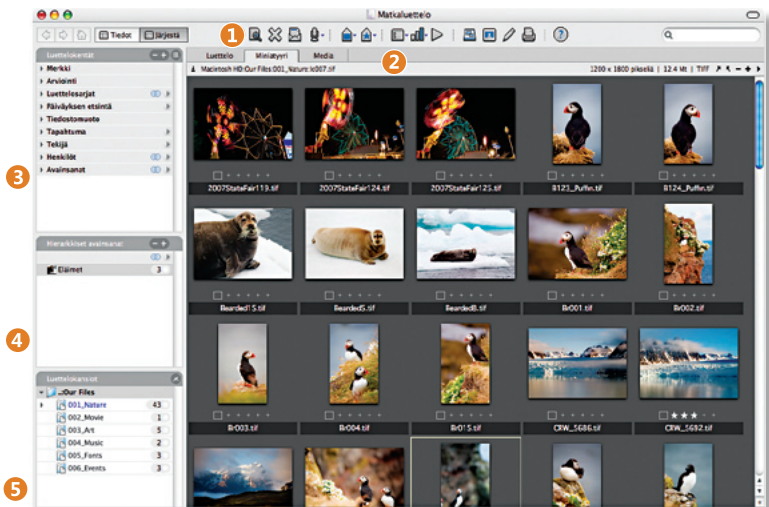 Matkaluettelo
Tiedot Järjestä
1
2
Luettelo Miniatyyri Media
Macintosh HD:Our Files:001_Nature:lc007.tif 1200 x 1800 pikseliä | 12.4 Mt | TIFF
Luettelokentät
Merkki
Arviointi
Luettelosarjat
Päiväyksen etsintä
Tiedostomuoto
Tapahtuma
Tekijä
Henkilöt
Avainsanat
3
Hierarkkiset avainsanat
Eläimet 3
4
Luettelokansiot
..:Our Files
001_Nature 43
002_Movie 1
003_Art 5
004_Music 2
005_Fonts 3
006_Events 3
5
2007StateFair119.tif 2007StateFair124.tif 2007StateFair125.tif B123_Puffin.tif B124_Puffin.tif
Bearded15.tif Bearded5.tif Bearded8.tif Br001.tif Br002.tif
Br003.tif Br004.tif Br015.tif CRW_5686.tif CRW_5692.tif